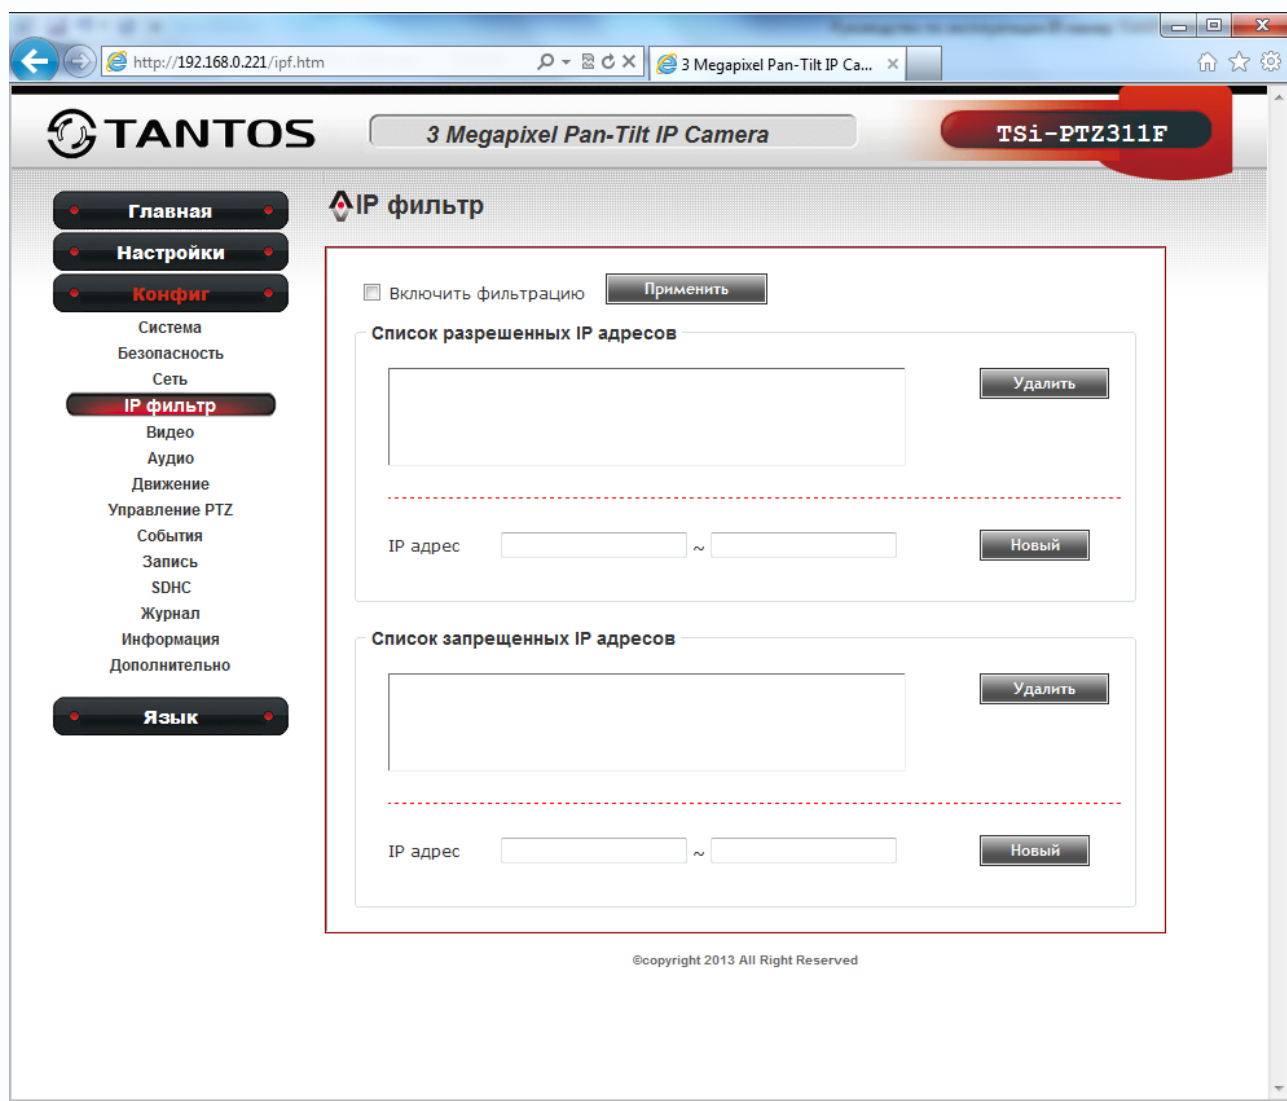 http://192.168.0.221/ipf.htm
3 Megapixel Pan-Tilt IP Ca...
TANTOS
3 Megapixel Pan-Tilt IP Camera
TSi-PTZ311F
Главная
Настройки
Конфиг
Система
Безопасность
Сеть
IP фильтр
Видео
Аудио
Движение
Управление PTZ
События
Запись
SDHC
Журнал
Информация
Дополнительно
Язык
IP фильтр
Включить фильтрацию
Применить
Список разрешенных IP адресов
Удалить
IP адрес ~
Новый
Список запрещенных IP адресов
Удалить
IP адрес ~
Новый
©copyright 2013 All Right Reserved